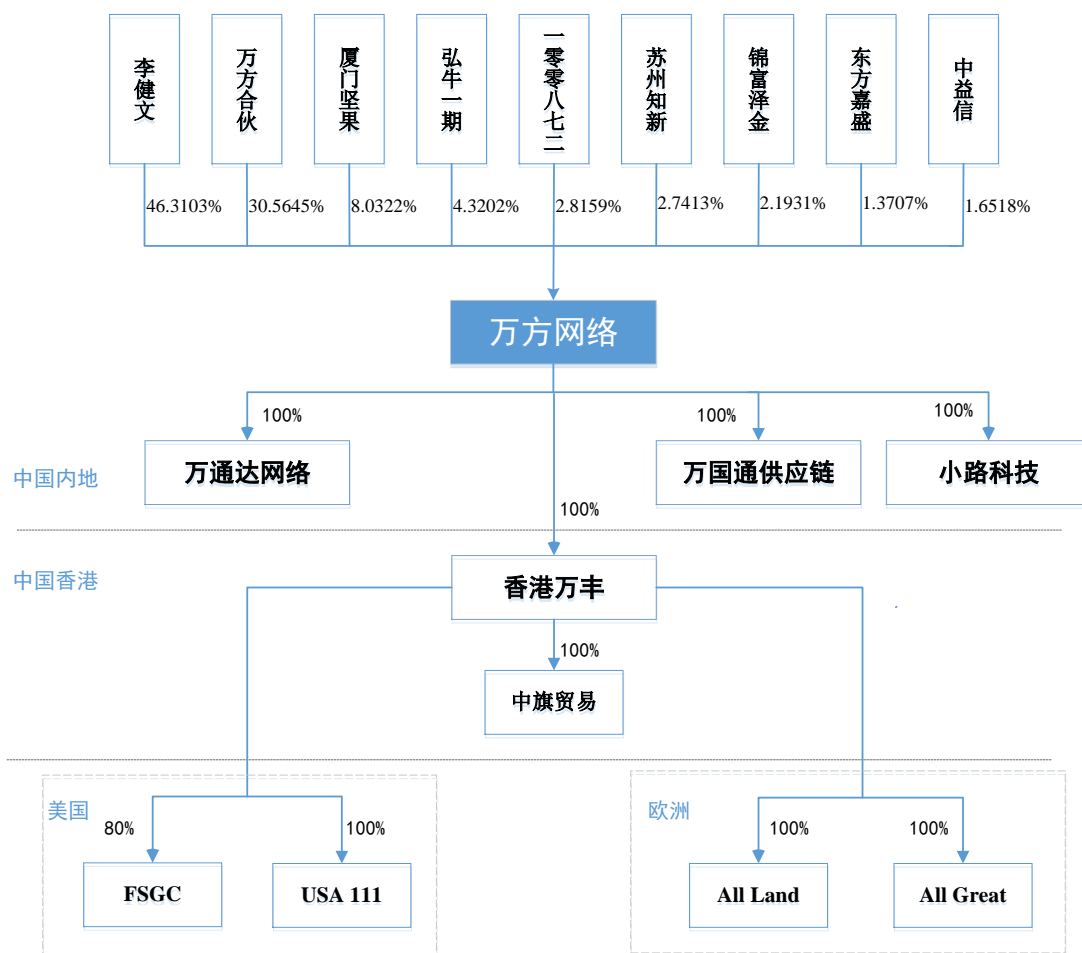 李健文
万方合伙
厦门坚果
弘牛一期
一零零八七二
苏州知新
锦富泽金
东方嘉盛
中益信
46.3103%
30.5645%
8.0322%
4.3202%
2.8159%
2.7413%
2.1931%
1.3707%
1.6518%
万方网络
100%
100%
100%
万通达网络
万国通供应链
小路科技
中国内地
100%
中国香港
香港万丰
100%
中旗贸易
美国
欧洲
80%
100%
100%
100%
FSGC
USA 111
All Land
All Great